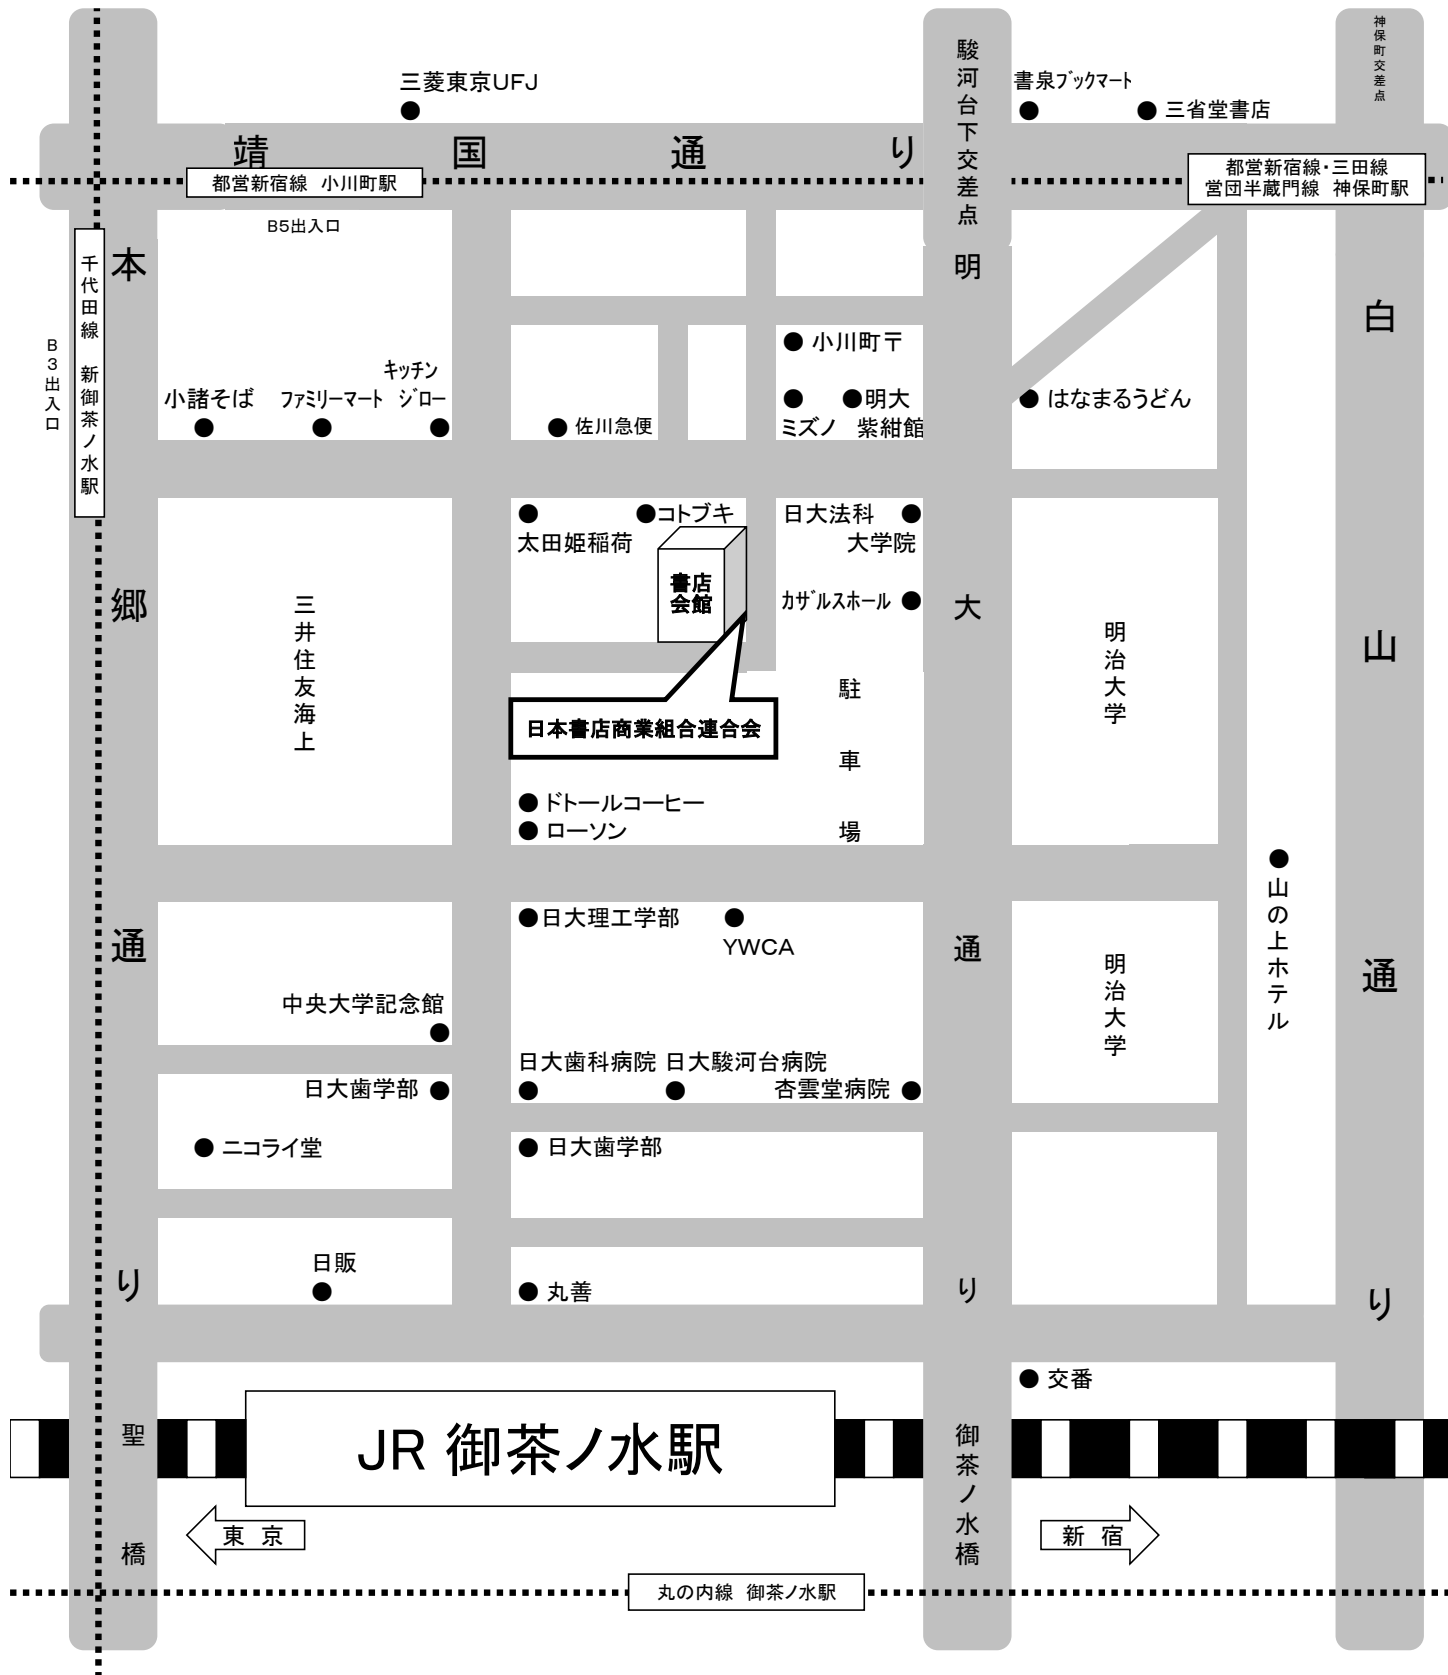 神保町交差点
駿河台下交差点
三菱東京UFJ
書泉ブックマート
三省堂書店
靖国通り
都営新宿線 小川町駅
都営新宿線・三田線
営団半蔵門線 神保町駅
B5出入口
本郷通り
千代田線 新御茶ノ水駅
B3出入口
明大通り
白山通り
小川町〒
キッチン
ジロー
小諸そば
ファミリーマート
佐川急便
ミズノ
明大
紫紺館
はなまるうどん
太田姫稲荷
コトブキ
日大法科
大学院
書店
会館
カザルスホール
三井住友海上
明治大学
駐車場
日本書店商業組合連合会
ドトールコーヒー
ローソン
山の上ホテル
日大理工学部
YWCA
明治大学
中央大学記念館
日大歯科病院
日大駿河台病院
日大歯学部
杏雲堂病院
ニコライ堂
日大歯学部
日販
丸善
交番
聖橋
JR 御茶ノ水駅
御茶ノ水橋
東京
新宿
丸の内線 御茶ノ水駅